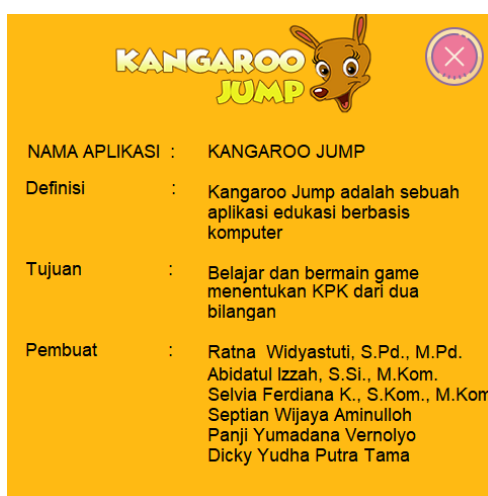 KANGAROO
JUMP
NAMA APLIKASI : KANGAROO JUMP
Definisi : Kangaroo Jump adalah sebuah
aplikasi edukasi berbasis
komputer
Tujuan : Belajar dan bermain game
menentukan KPK dari dua
bilangan
Pembuat : Ratna Widyastuti, S.Pd., M.Pd.
Abidatul Izzah, S.Si., M.Kom.
Selvia Ferdiana K., S.Kom., M.Kom
Septian Wijaya Aminulloh
Panji Yumadana Vernolyo
Dicky Yudha Putra Tama